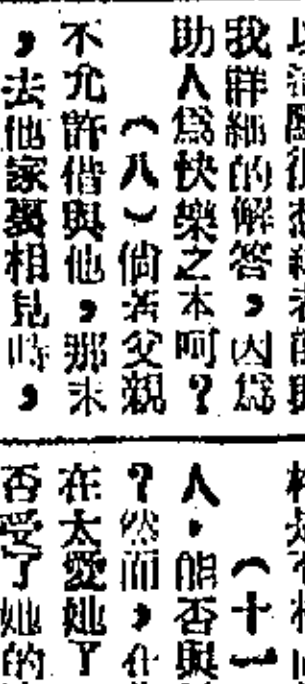 我詳細的解答，因爲
助人爲快樂之本呵？
（八）倘若父親
不允許借與他，那末
，去他家裏相見時，
（十一
人，能否與
？然而，
在太愛她了
否受了她的